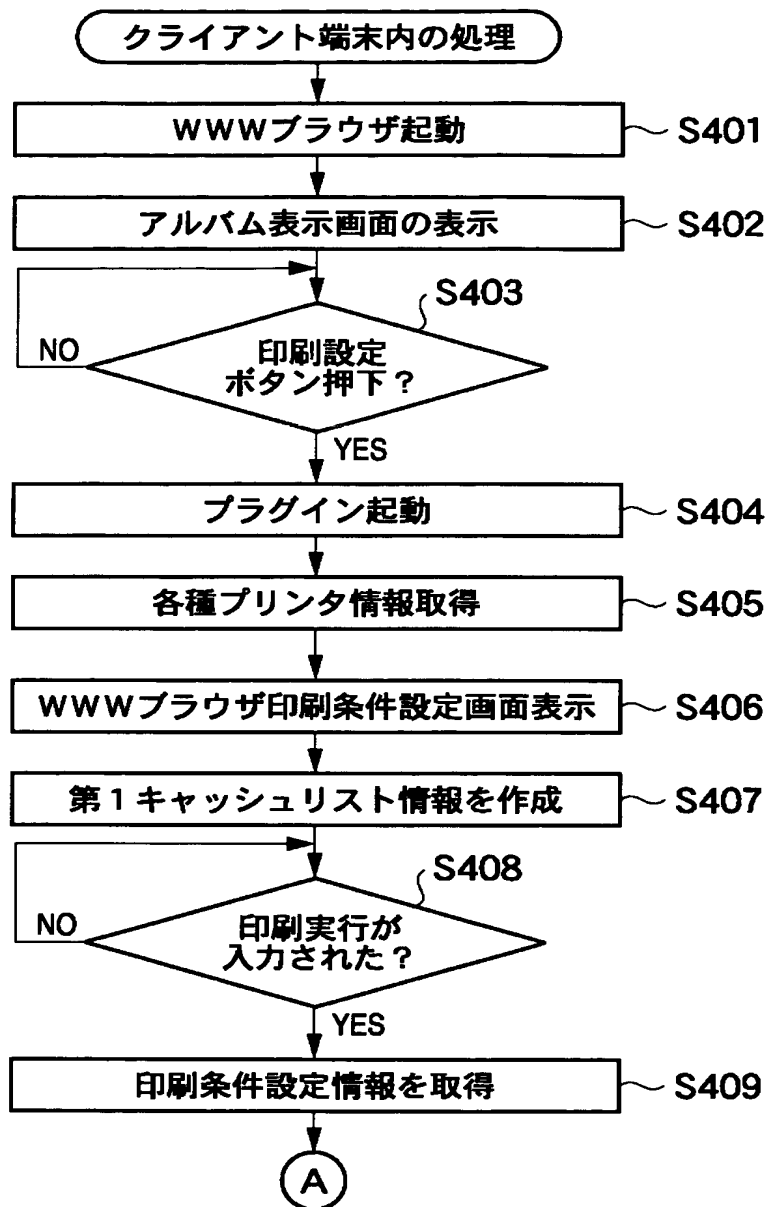 クライアント端末内の処理
WWWブラウザ起動 S401
アルバム表示画面の表示 S402
S403
NO
印刷設定
ボタン押下?
YES
プラグイン起動 S404
各種プリンタ情報取得 S405
WWWブラウザ印刷条件設定画面表示 S406
第1キャッシュリスト情報を作成 S407
S408
NO
印刷実行が
入力された?
YES
印刷条件設定情報を取得 S409
A